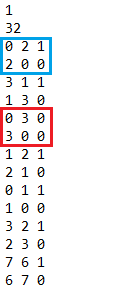 1
32
0 2 1
2 0 0
3 1 1
1 3 0
0 3 0
3 0 0
1 2 1
2 1 0
0 1 1
1 0 0
3 2 1
2 3 0
7 6 1
6 7 0